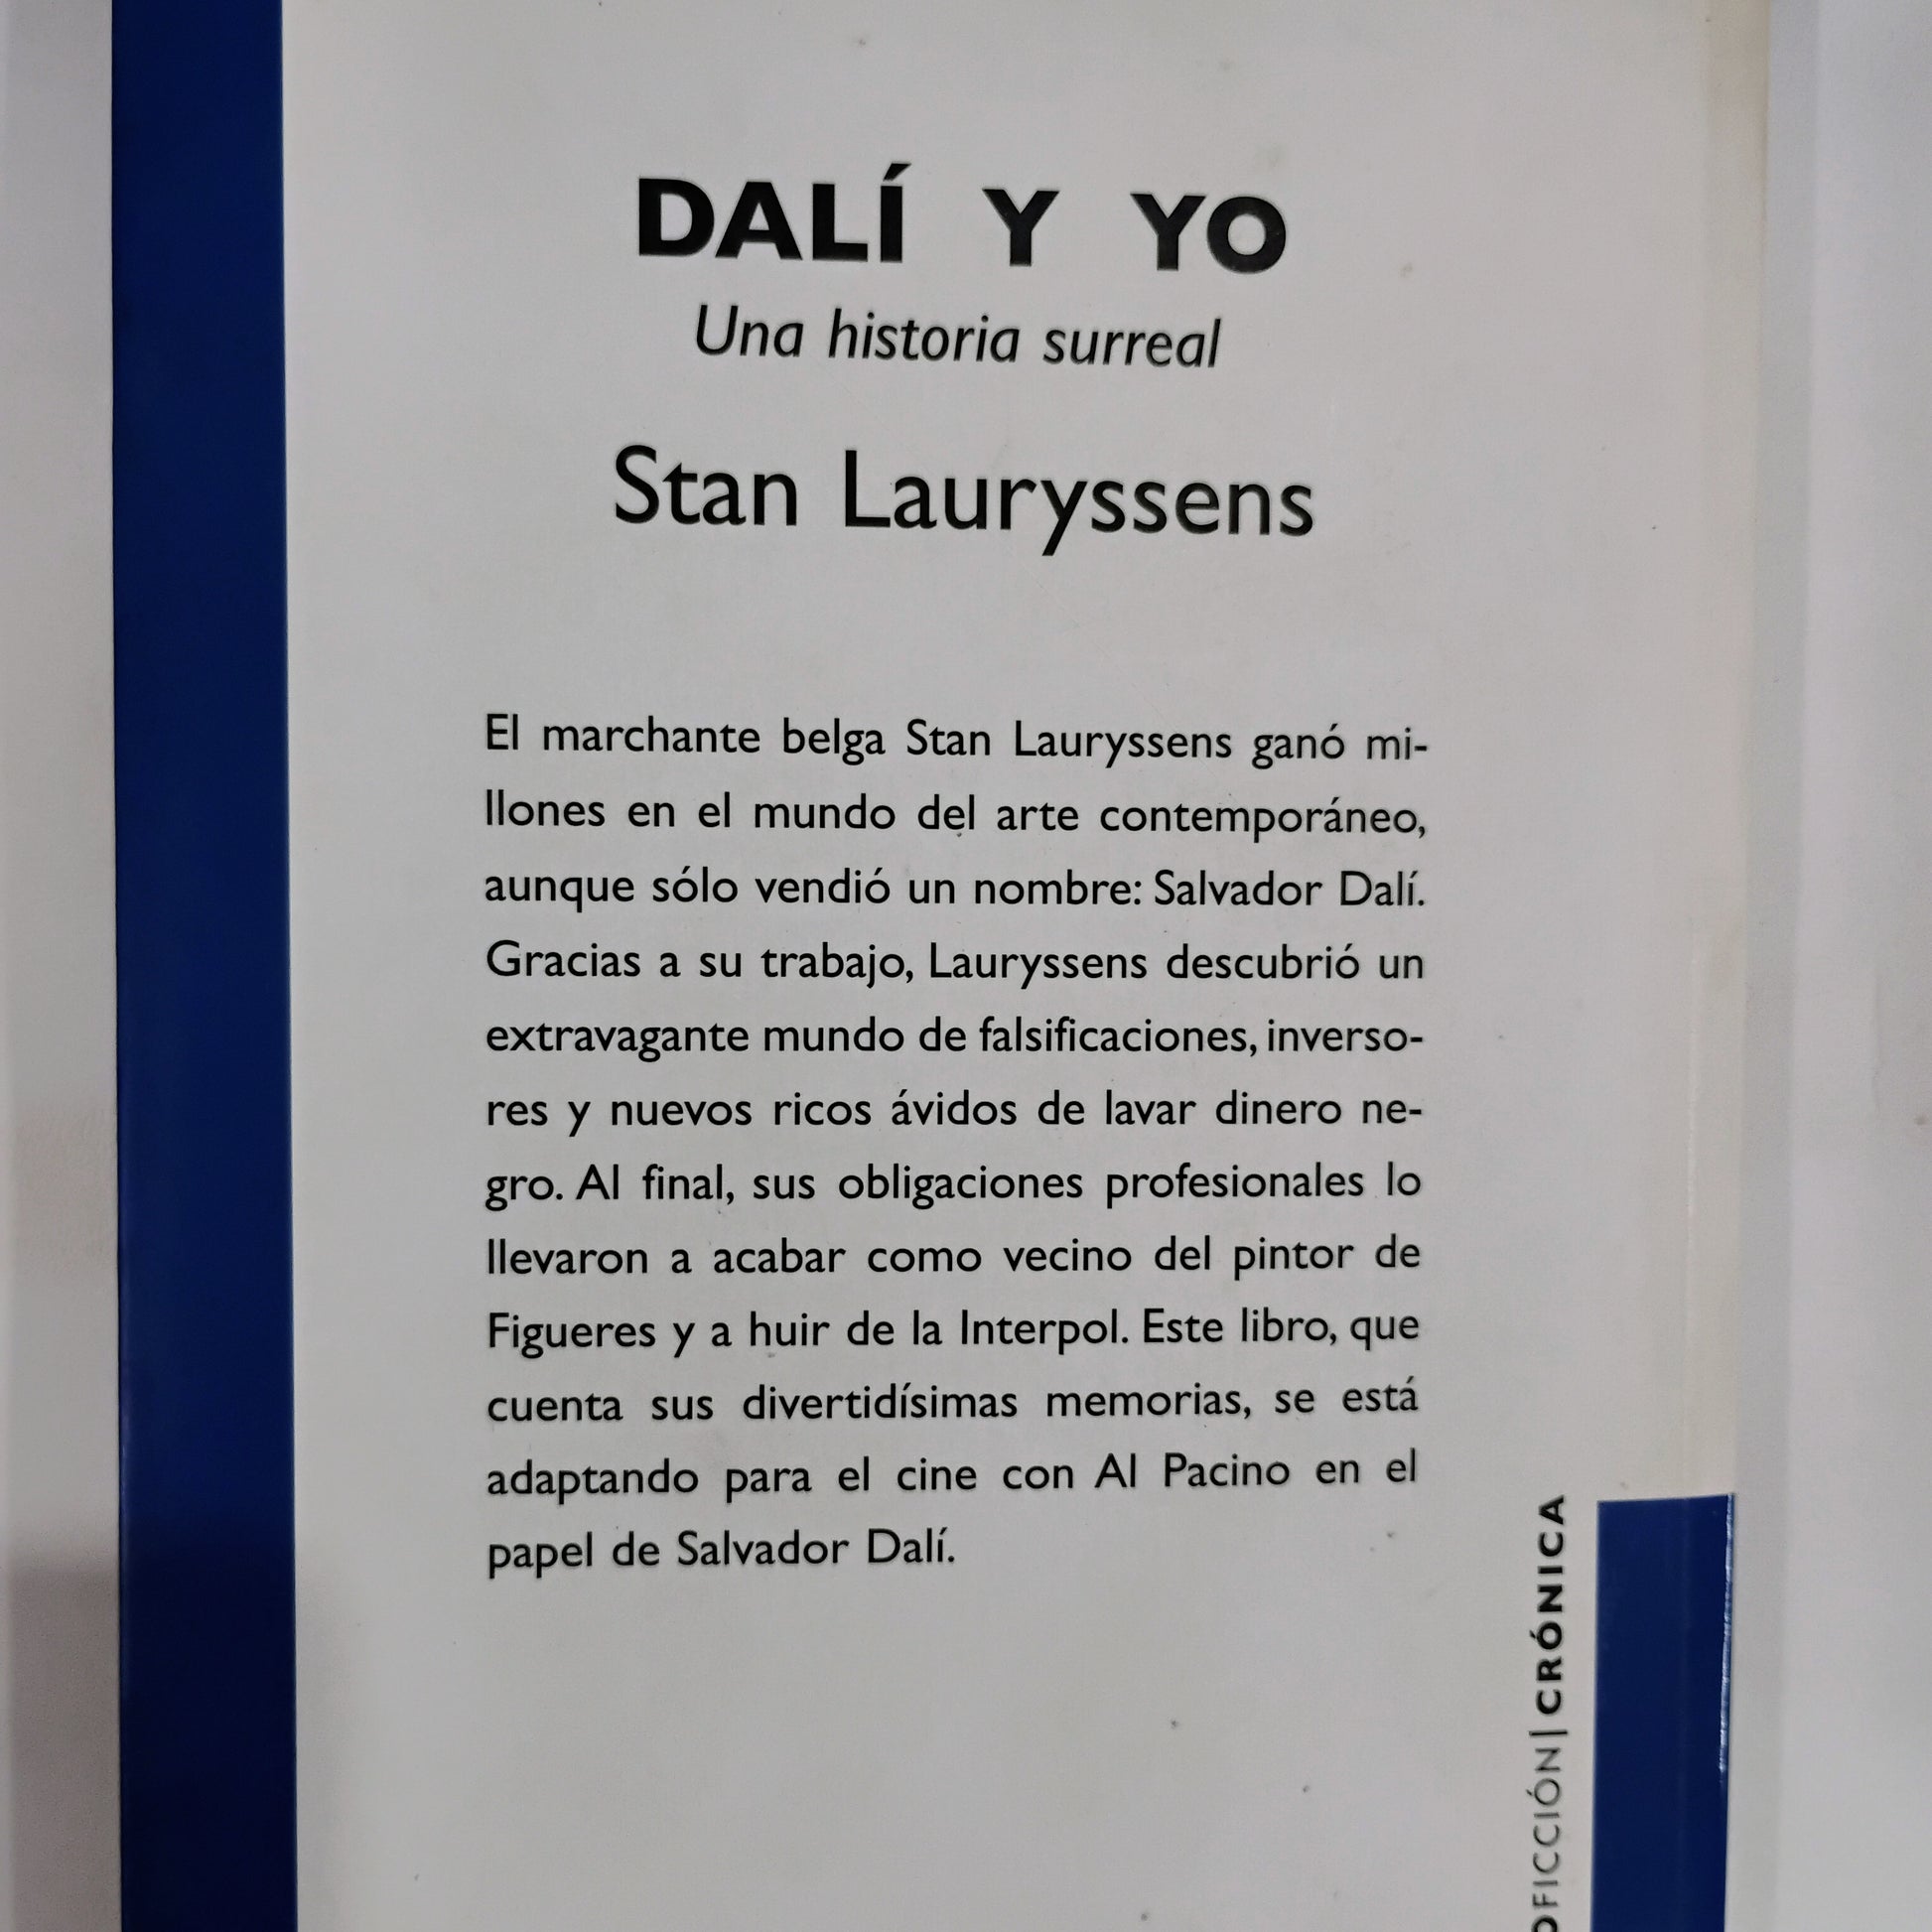 DALÍ Y YO
Una historia surreal
Stan Lauryssens
El marchante belga Stan Lauryssens ganó mi-
llones en el mundo del arte contemporáneo,
aunque sólo vendió un nombre: Salvador Dalí.
Gracias a su trabajo, Lauryssens descubrió un
extravagante mundo de falsificaciones, inverso-
res y nuevos ricos ávidos de lavar dinero ne-
gro. Al final, sus obligaciones profesionales lo
llevaron a acabar como vecino del pintor de
Figueres y a huir de la Interpol. Este libro, que
cuenta sus divertidísimas memorias, se está
adaptando para el cine con Al Pacino en el
papel de Salvador Dalí.
OFICCIÓN | CRÓNICA